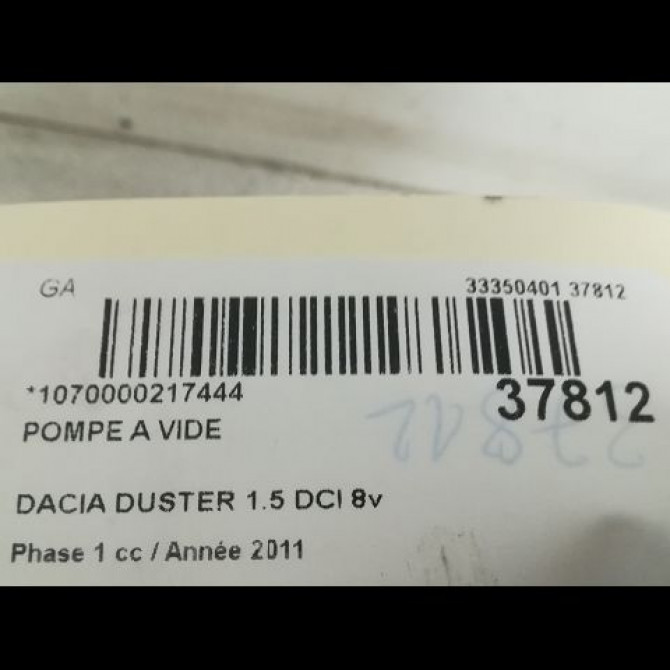 GA 33350401 37812
*1070000217444 37812
POMPE A VIDE
DACIA DUSTER 1.5 DCI 8v
Phase 1 cc / Année 2011